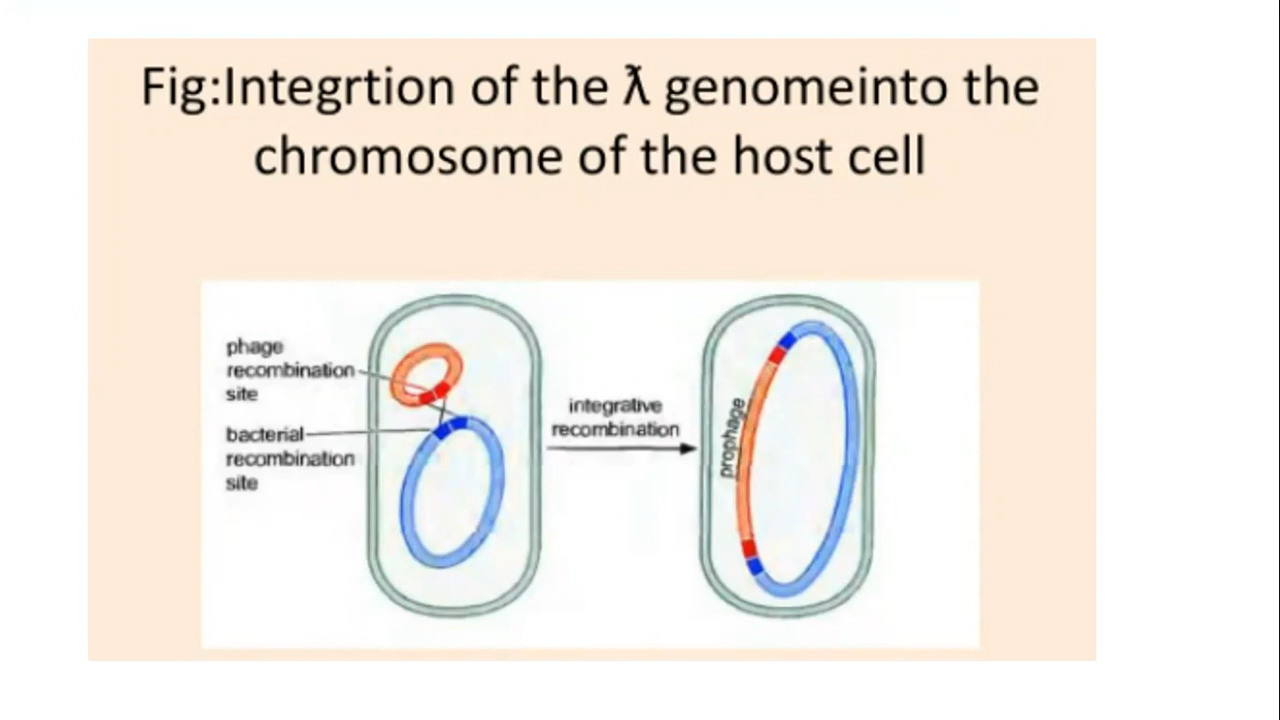 Fig:Integrtion of the ƛ genomeinto the
chromosome of the host cell
phage
recombination
site
bacterial
recombination
site
integrative
recombination
prophage